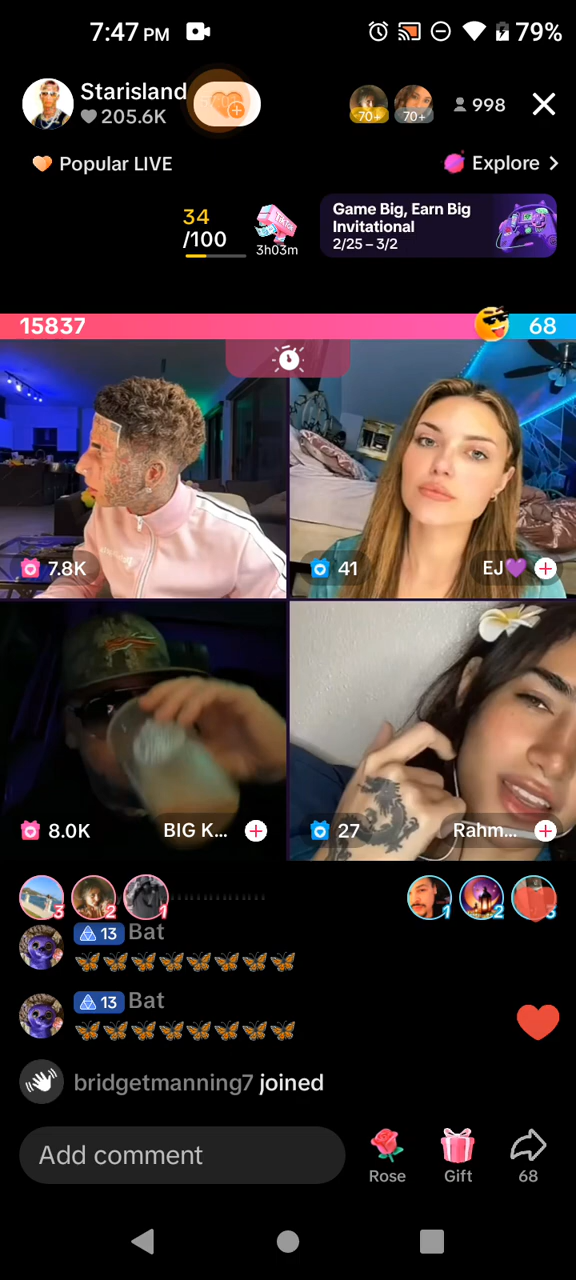 7:47 PM
79%
Starisland
205.6K
70+
70+
998
Popular LIVE
Explore
34
/100
TikTok
3h03m
Game Big, Earn Big
Invitational
2/25 – 3/2
15837
68
7.8K
41
EJ
8.0K
BIG K...
27
Rahm...
3
2
1
1
2
3
13
Bat
13
Bat
bridgetmanning7 joined
Add comment
Rose
Gift
68